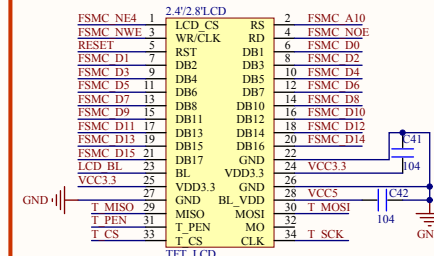 2.4'/2.8'LCD
FSMC_NE4 1 LCD_CS RS 2 FSMC_A10
FSMC_NWE 3 WR/CLK RD 4 FSMC_NOE
RESET 5 RST DB1 6 FSMC_D0
FSMC_D1 7 DB2 DB3 8 FSMC_D2
FSMC_D3 9 DB4 DB5 10 FSMC_D4
FSMC_D5 11 DB6 DB7 12 FSMC_D6
FSMC_D7 13 DB8 DB10 14 FSMC_D8
FSMC_D9 15 DB11 DB12 16 FSMC_D10
FSMC_D11 17 DB13 DB14 18 FSMC_D12
FSMC_D13 19 DB15 DB16 20 FSMC_D14 C41
FSMC_D15 21 DB17 GND 22
LCD_BL 23 BL VDD3.3 24 VCC3.3 104
VCC3.3 25 VDD3.3 GND 26
GND 27 GND BL_VDD 28 VCC5 C42
T_MISO 29 MISO MOSI 30 T_MOSI 104
T_PEN 31 T_PEN MO 32 GN
T_CS 33 T_CS CLK 34 T_SCK
TFT_LCD